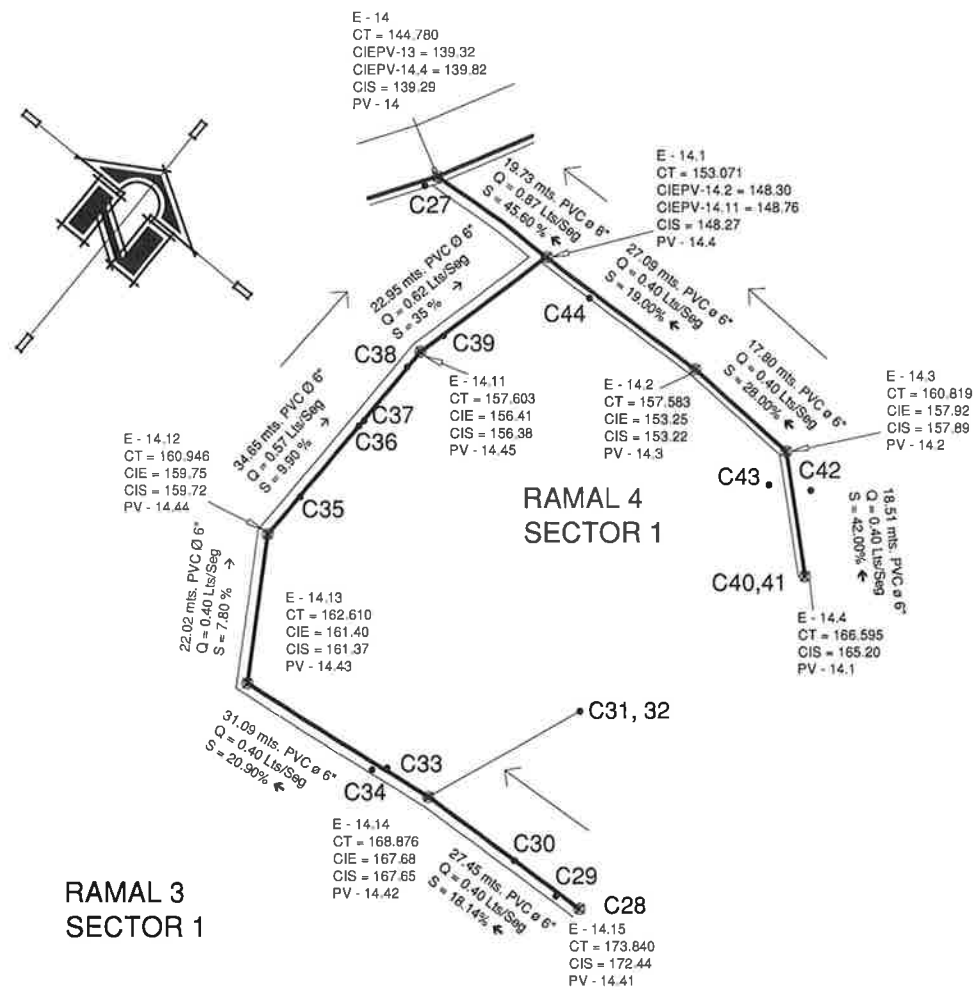 E - 14
CT = 144.780
CIEPV-13 = 139.32
CIEPV-14.4 = 139.82
CIS = 139.29
PV - 14
E - 14.1
CT = 153.071
CIEPV-14.2 = 148.30
CIEPV-14.11 = 148.76
CIS = 148.27
PV - 14.4
19.73 mts. PVC ø 6"
Q = 0.87 Lts/Seg
S = 45.60 % ←
C27
27.09 mts. PVC ø 6"
Q = 0.40 Lts/Seg
S = 19.00% ←
22.95 mts. PVC Ø 6"
Q = 0.62 Lts/Seg
S = 35 % →
C44
C39
C38
17.80 mts. PVC ø 6"
Q = 0.40 Lts/Seg
S = 28.00% ←
E - 14.3
CT = 160.819
CIE = 157.92
CIS = 157.89
PV - 14.2
E - 14.11
CT = 157.603
CIE = 156.41
CIS = 156.38
PV - 14.45
E - 14.2
CT = 157.583
CIE = 153.25
CIS = 153.22
PV - 14.3
C37
C36
34.65 mts. PVC Ø 6"
Q = 0.57 Lts/Seg
S = 9.90 % →
E - 14.12
CT = 160.946
CIE = 159.75
CIS = 159.72
PV - 14.44
C35
C43
C42
RAMAL 4
SECTOR 1
18.51 mts. PVC ø 6"
Q = 0.40 Lts/Seg
S = 42.00% ←
C40,41
E - 14.4
CT = 166.595
CIS = 165.20
PV - 14.1
22.02 mts. PVC Ø 6"
Q = 0.40 Lts/Seg
S = 7.80 % →
E - 14.13
CT = 162.610
CIE = 161.40
CIS = 161.37
PV - 14.43
C31, 32
31.09 mts. PVC ø 6"
Q = 0.40 Lts/Seg
S = 20.90% ←
C33
C34
E - 14.14
CT = 168.876
CIE = 167.68
CIS = 167.65
PV - 14.42
C30
C29
C28
27.45 mts. PVC ø 6"
Q = 0.40 Lts/Seg
S = 18.14% ←
RAMAL 3
SECTOR 1
E - 14.15
CT = 173.840
CIS = 172.44
PV - 14.41